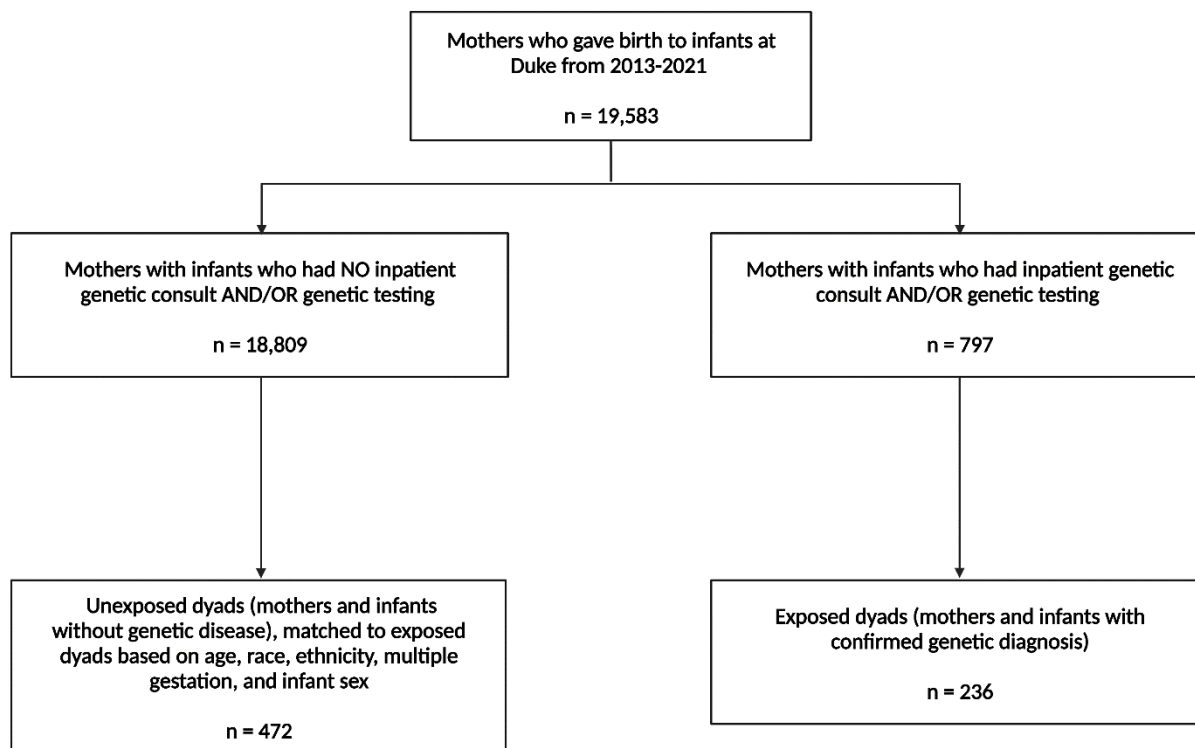 Mothers who gave birth to infants at
Duke from 2013-2021
n = 19,583
Mothers with infants who had NO inpatient
genetic consult AND/OR genetic testing
n = 18,809
Mothers with infants who had inpatient genetic
consult AND/OR genetic testing
n = 797
Unexposed dyads (mothers and infants
without genetic disease), matched to exposed
dyads based on age, race, ethnicity, multiple
gestation, and infant sex
n = 472
Exposed dyads (mothers and infants with
confirmed genetic diagnosis)
n = 236